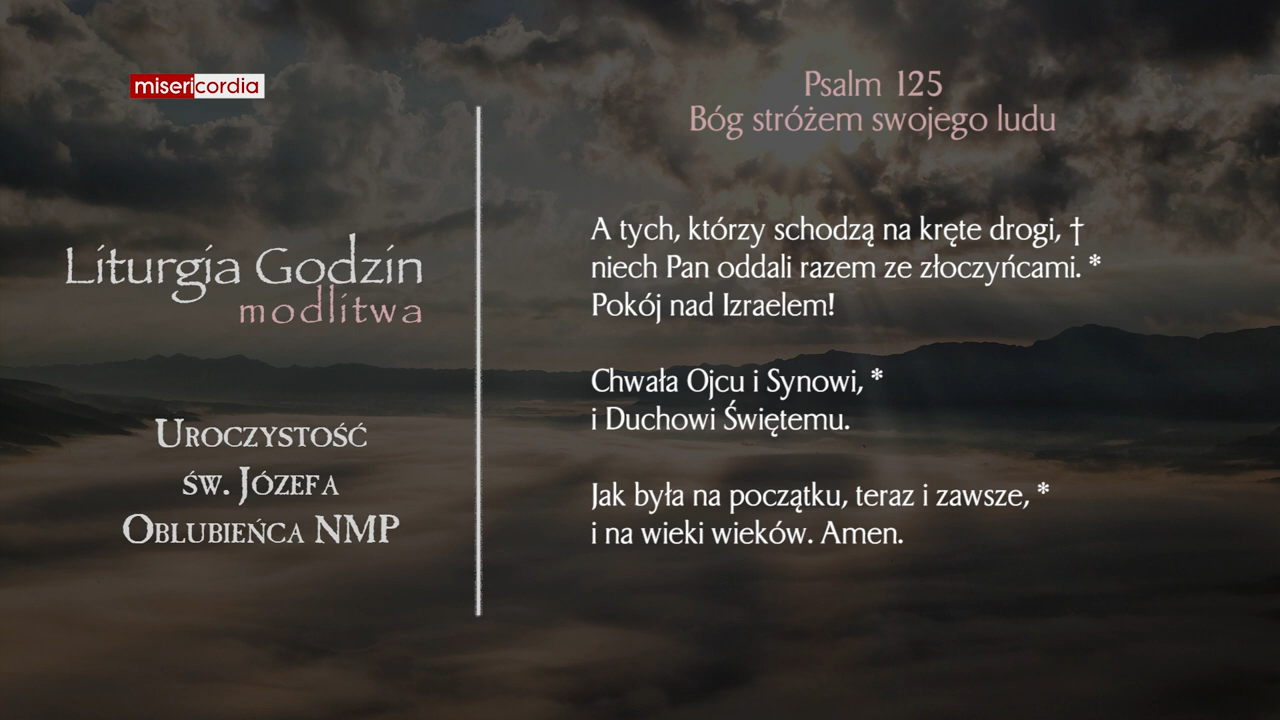 misericordia
Liturgia Godzin
modlitwa
Uroczystość
św. Józefa
Oblubieńca NMP
Psalm 125
Bóg stróżem swojego ludu
A tych, którzy schodzą na kręte drogi, †
niech Pan oddali razem ze złoczyńcami. *
Pokój nad Izraelem!
Chwała Ojcu i Synowi, *
i Duchowi Świętemu.
Jak była na początku, teraz i zawsze, *
i na wieki wieków. Amen.